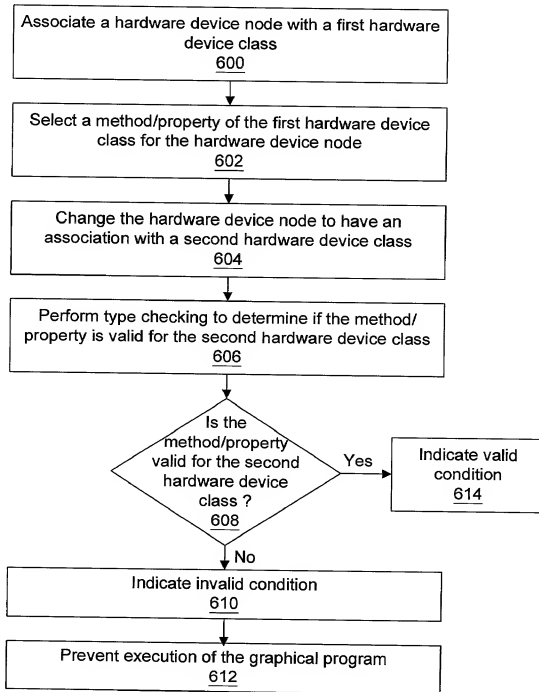 Associate a hardware device node with a first hardware
device class
600
Select a method/property of the first hardware device
class for the hardware device node
602
Change the hardware device node to have an
association with a second hardware device class
604
Perform type checking to determine if the method/
property is valid for the second hardware device class
606
Is the
method/property
valid for the second
hardware device
class ?
608
Yes
Indicate valid
condition
614
No
Indicate invalid condition
610
Prevent execution of the graphical program
612